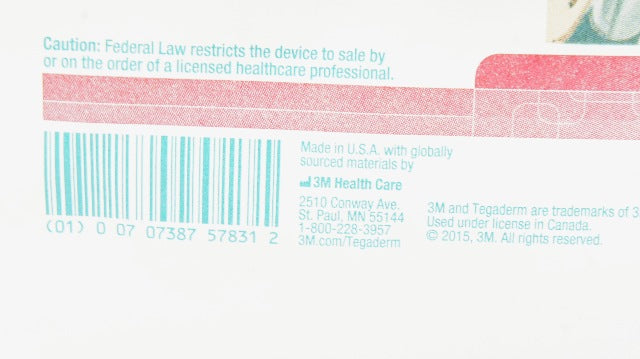 Caution: Federal Law restricts the device to sale by
or on the order of a licensed healthcare professional.
Made in U.S.A. with globally
sourced materials by
3M Health Care
2510 Conway Ave.
St. Paul, MN 55144
1-800-228-3957
3M.com/Tegaderm
3M and Tegaderm are trademarks of 3
Used under license in Canada.
© 2015, 3M. All rights reserved.
(01) 0 07 07387 57831 2